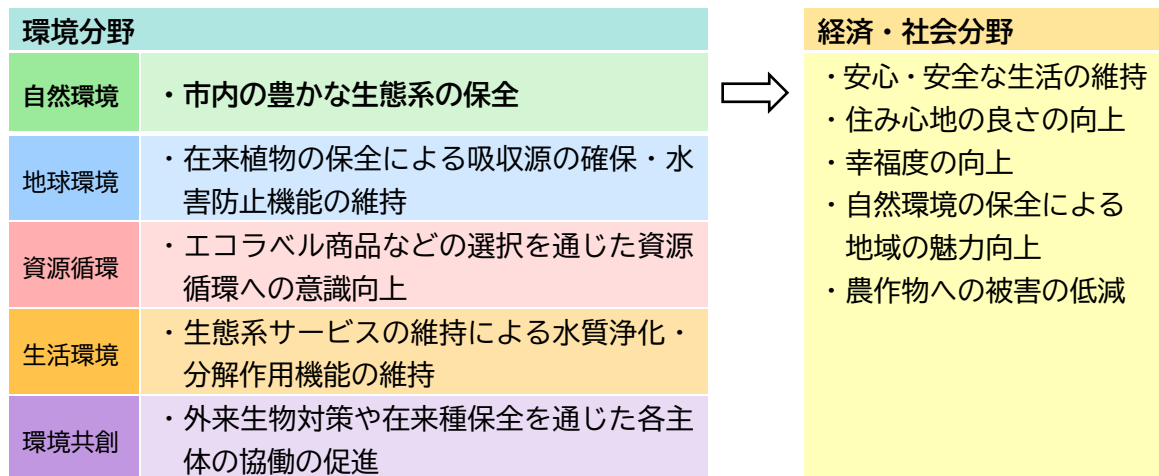 環境分野
自然環境
・市内の豊かな生態系の保全
地球環境
・在来植物の保全による吸収源の確保・水
害防止機能の維持
資源循環
・エコラベル商品などの選択を通じた資源
循環への意識向上
生活環境
・生態系サービスの維持による水質浄化・
分解作用機能の維持
環境共創
・外来生物対策や在来種保全を通じた各主
体の協働の促進
経済・社会分野
・安心・安全な生活の維持
・住み心地の良さの向上
・幸福度の向上
・自然環境の保全による
地域の魅力向上
・農作物への被害の低減